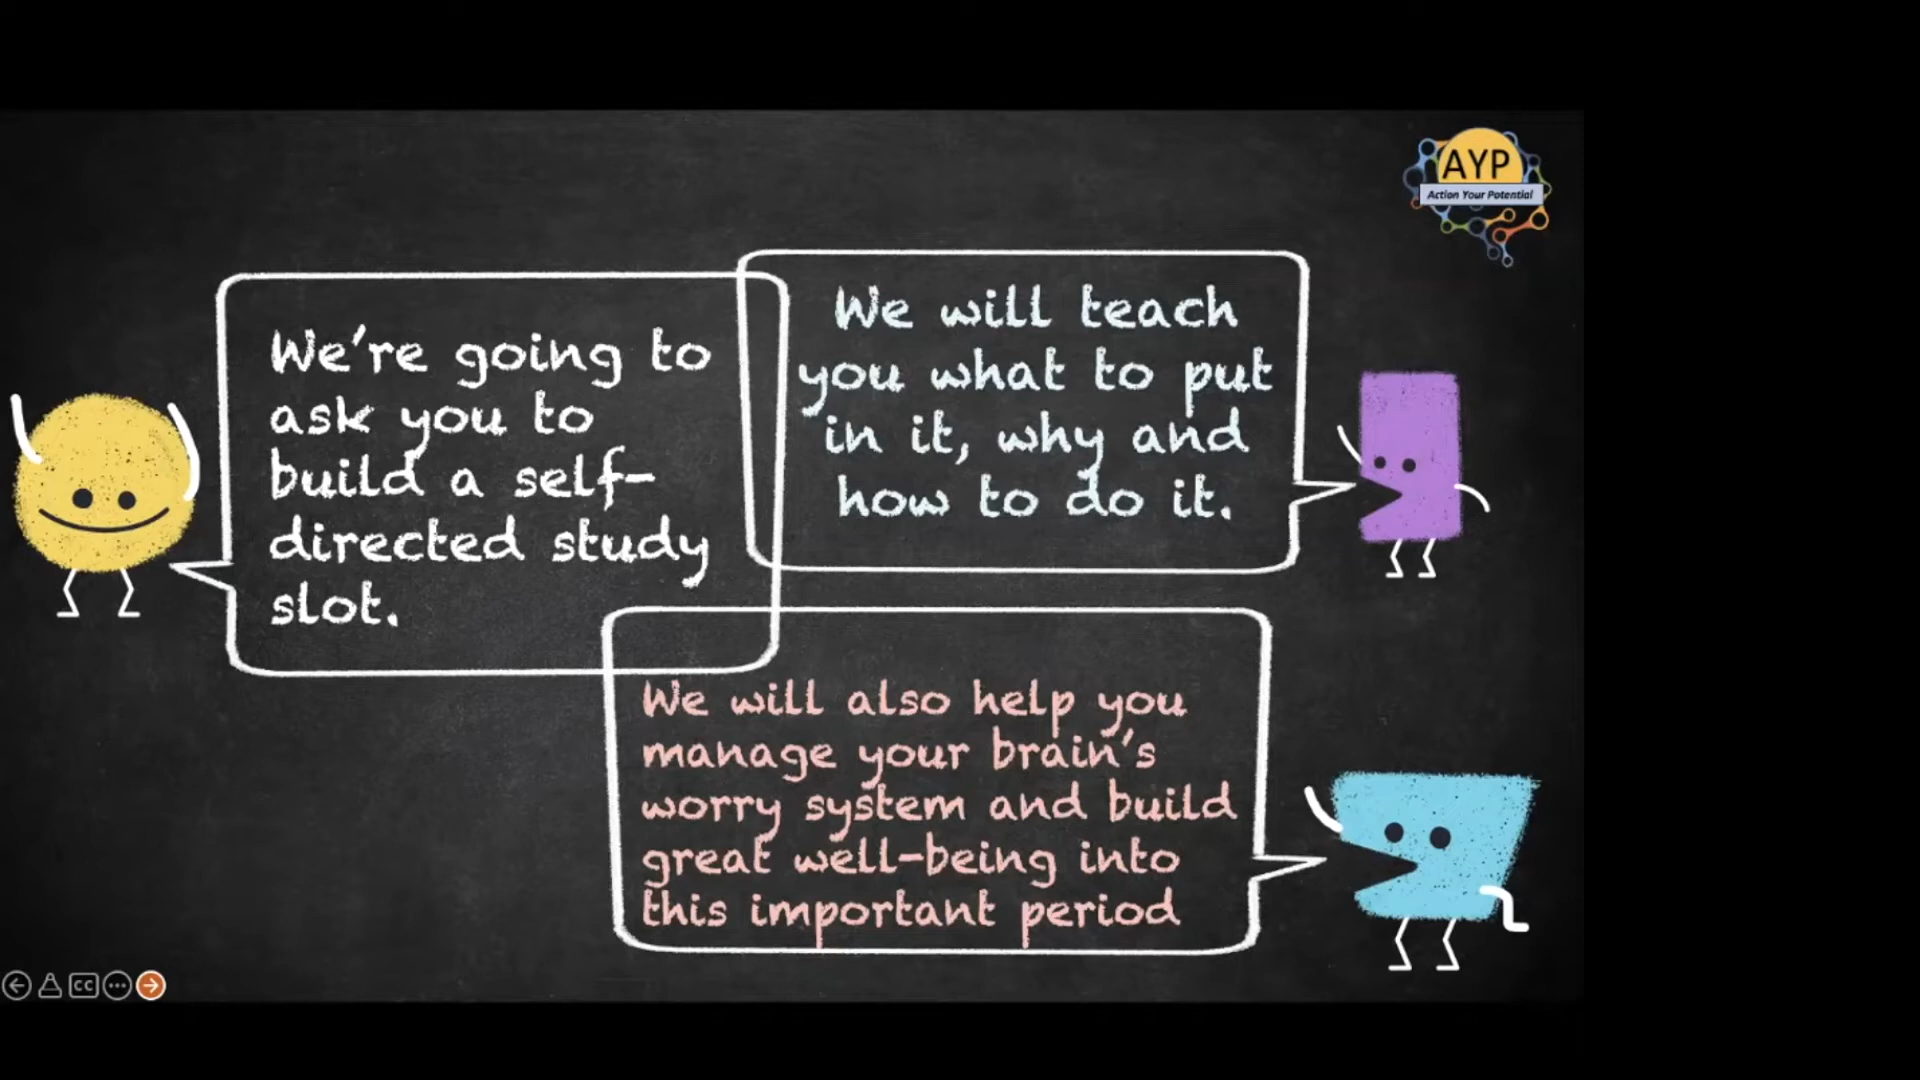 AYP
Action Your Potential
We're going to
ask you to
build a self-
directed study
slot.
We will teach
you what to put
in it, why and
how to do it.
We will also help you
manage your brain's
worry system and build
great well-being into
this important period
CC